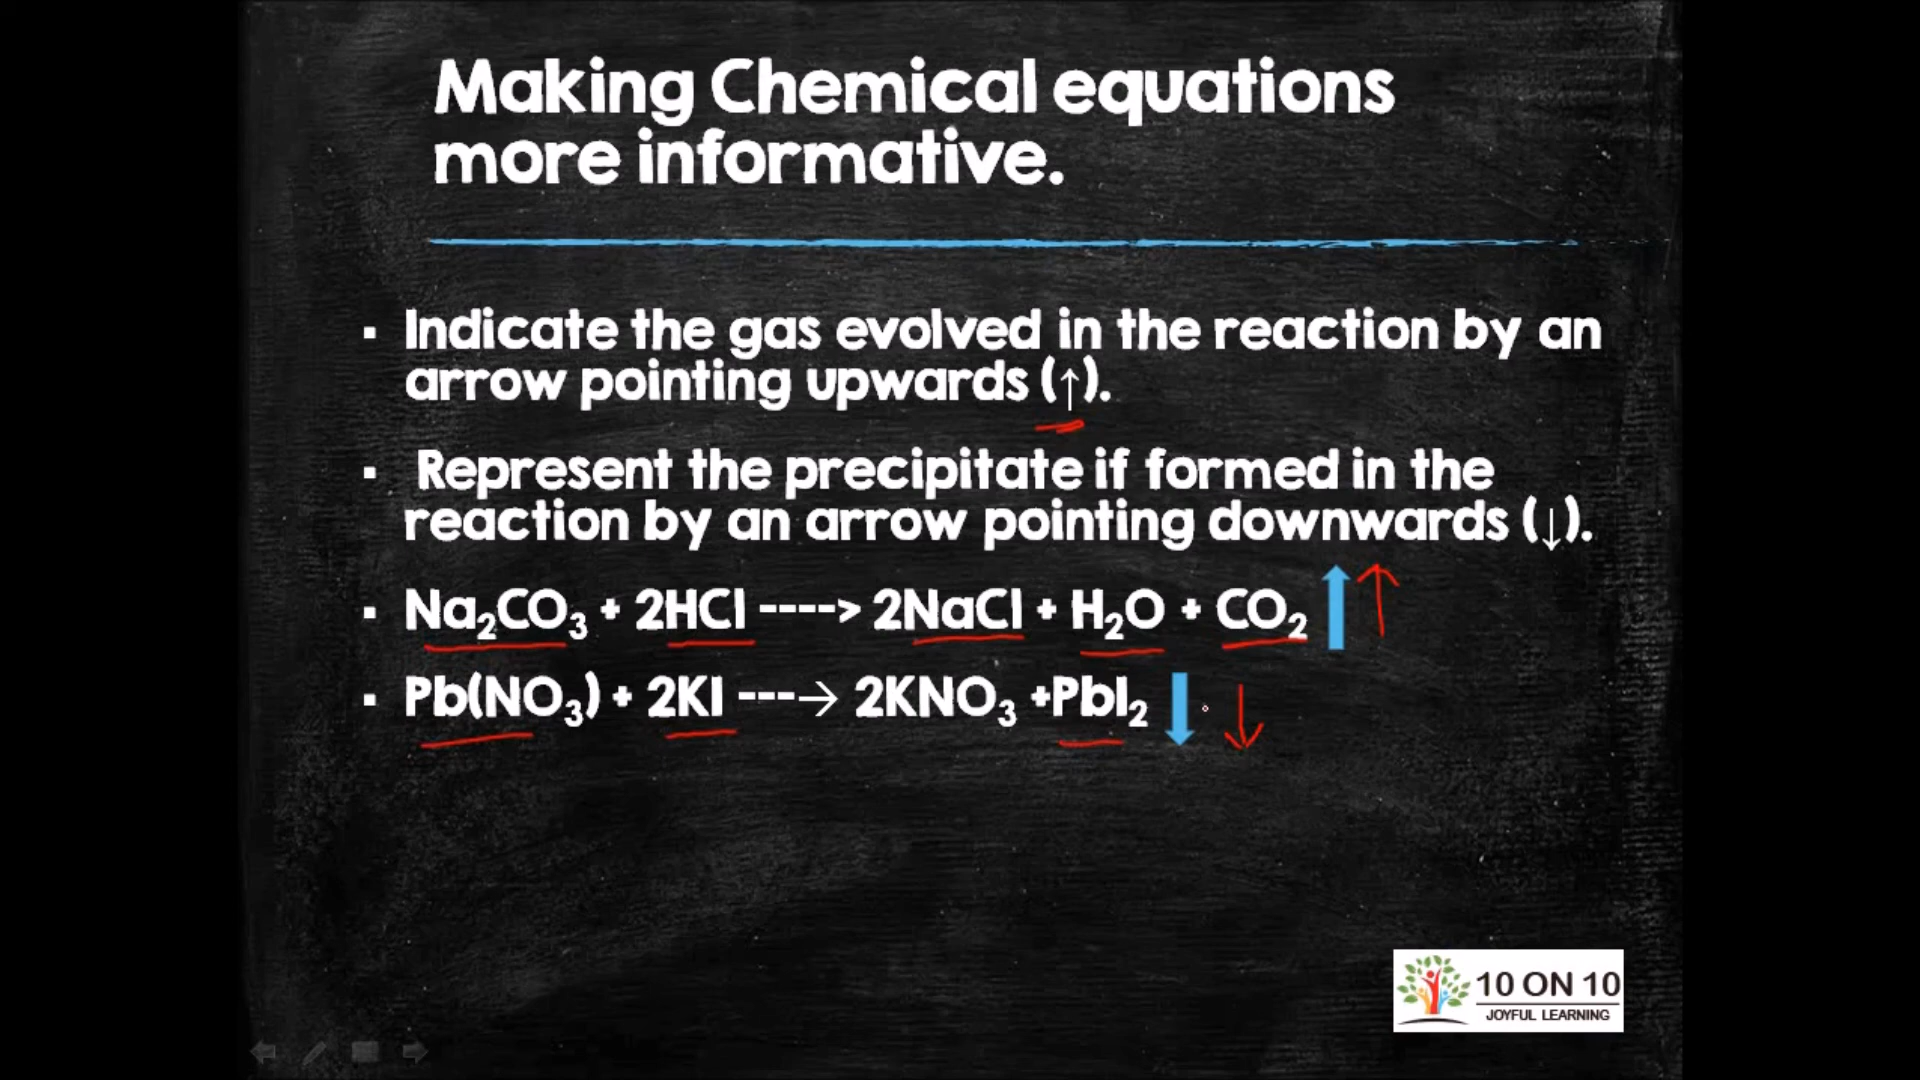 Making Chemical equations
more informative.
▪ Indicate the gas evolved in the reaction by an
arrow pointing upwards (↑).
▪ Represent the precipitate if formed in the
reaction by an arrow pointing downwards (↓).
▪ Na₂CO₃ + 2HCl ----> 2NaCl + H₂O + CO₂ ⬆ ↑
▪ Pb(NO₃) + 2KI ---→ 2KNO₃ +PbI₂ ⬇ ↓
10 ON 10
JOYFUL LEARNING